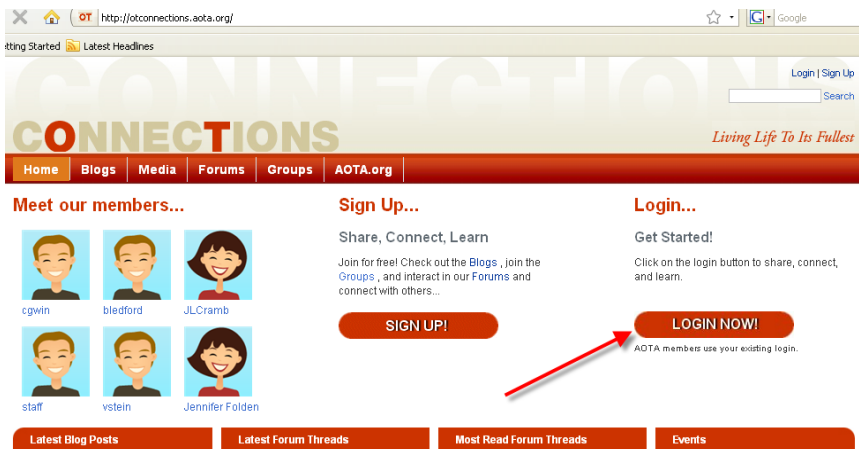 OT http://otconnections.aota.org/
G Google
etting Started Latest Headlines
CONNECTIONS
Login | Sign Up
Search
CONNECTIONS
Living Life To Its Fullest
Home Blogs Media Forums Groups AOTA.org
Meet our members...
cgwin bledford JLCramb
staff vstein Jennifer Folden
Sign Up...
Share, Connect, Learn
Join for free! Check out the Blogs , join the
Groups , and interact in our Forums and
connect with others...
SIGN UP!
Login...
Get Started!
Click on the login button to share, connect,
and learn.
LOGIN NOW!
AOTA members use your existing login.
Latest Blog Posts Latest Forum Threads Most Read Forum Threads Events